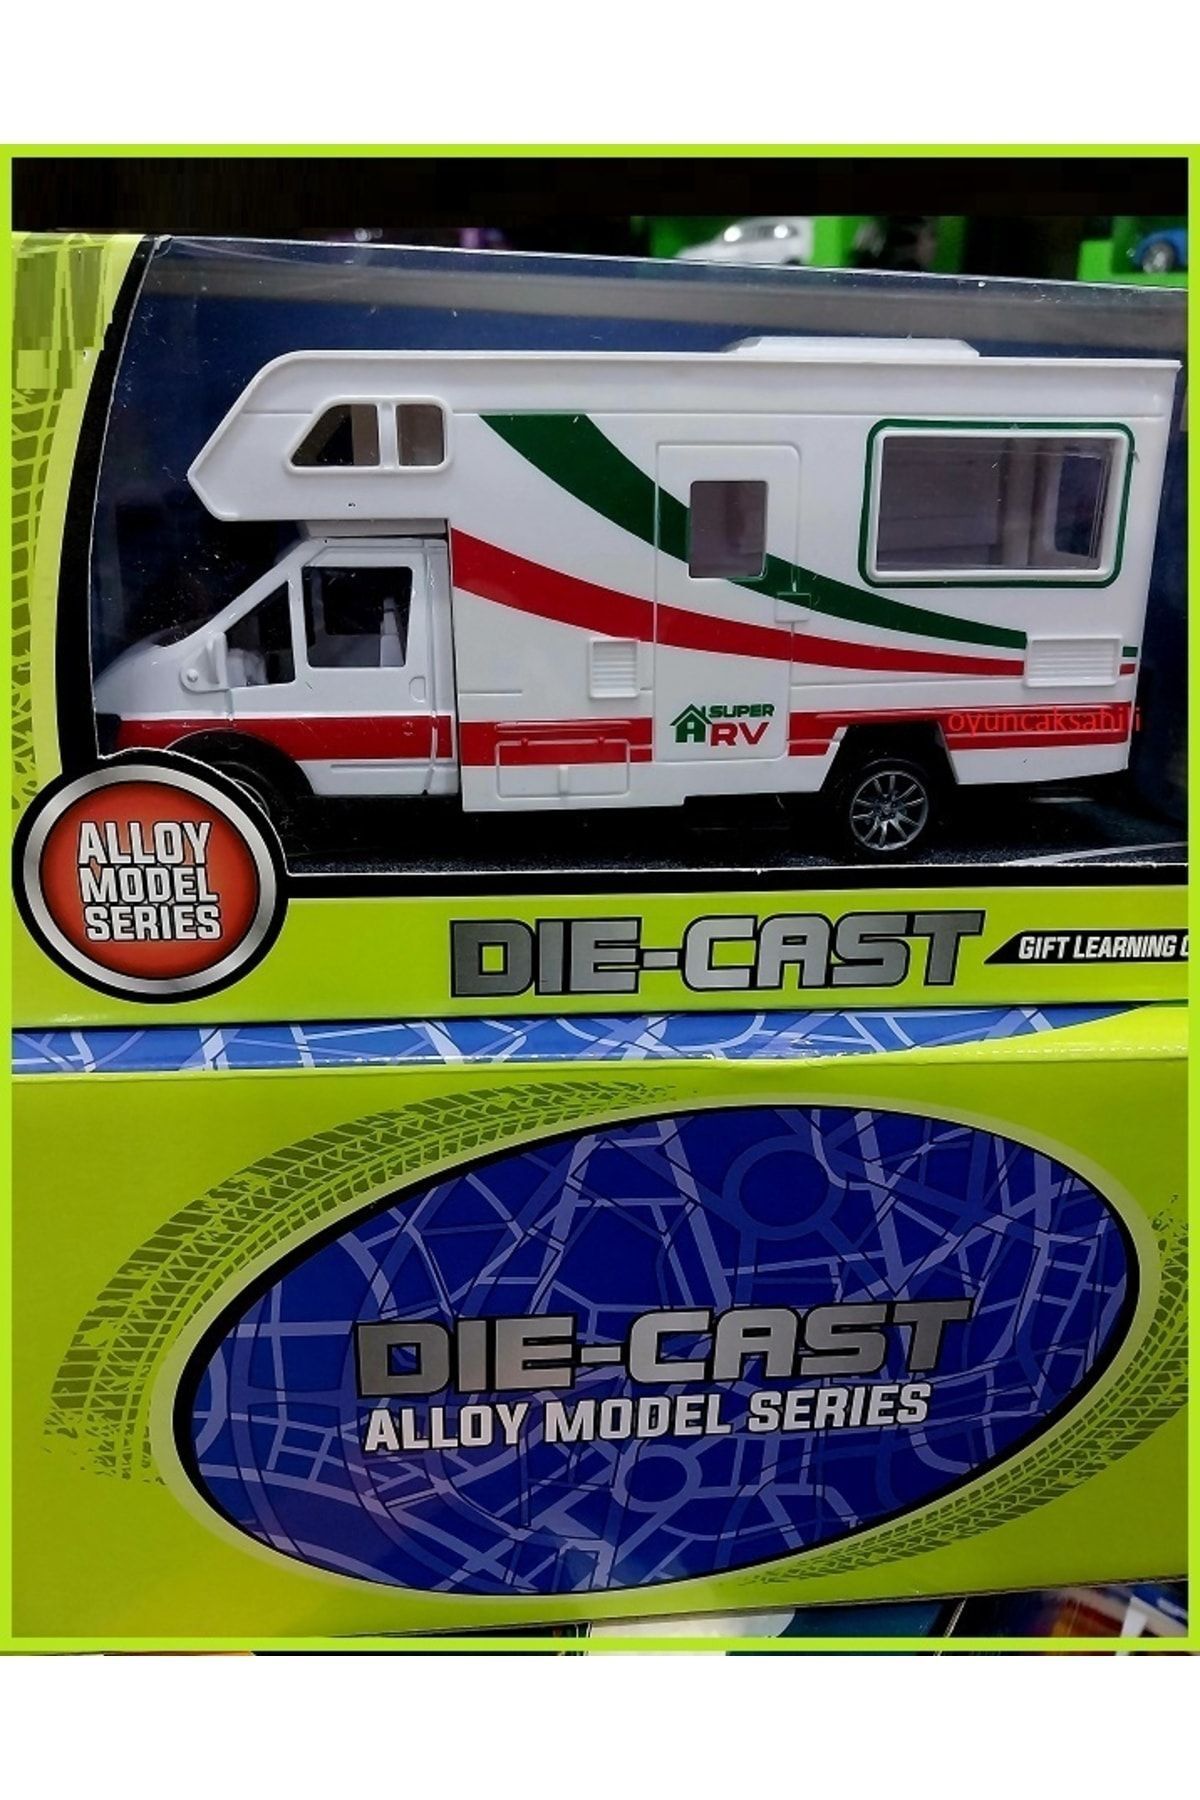 SUPER
RV
oyuncaksahili
ALLOY
MODEL
SERIES
DIE-CAST
GIFT LEARNING
DIE-CAST
ALLOY MODEL SERIES